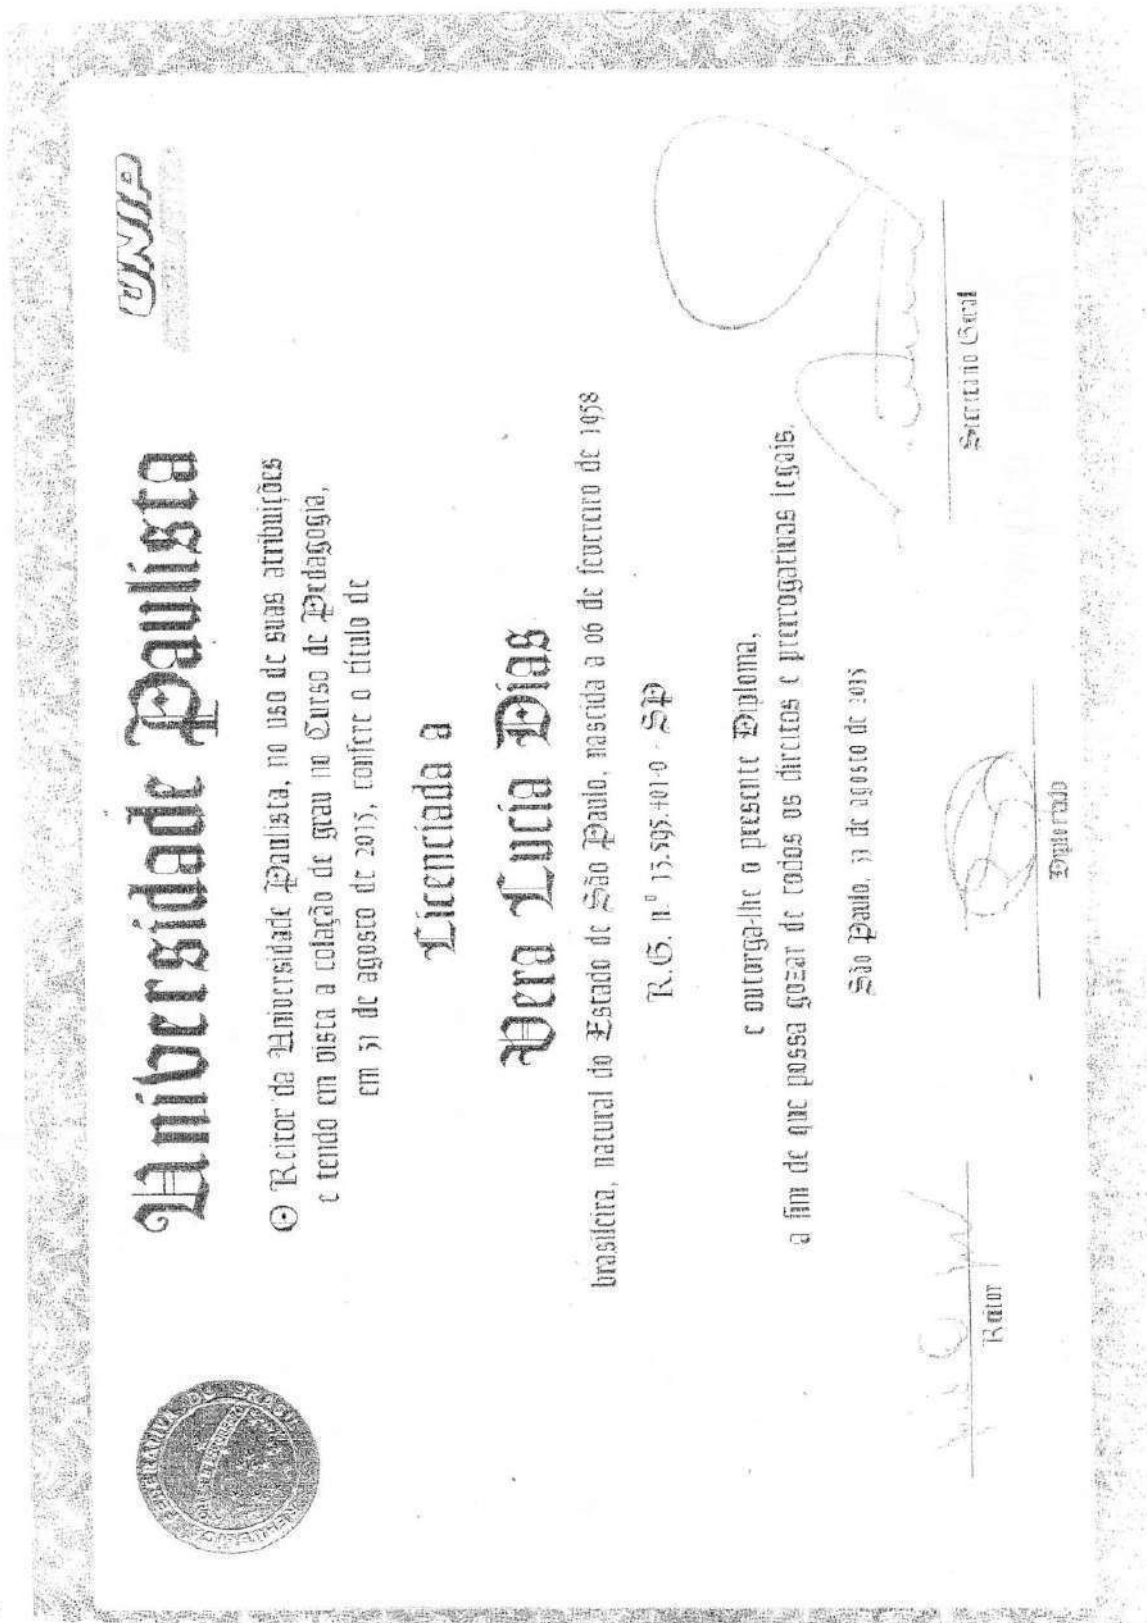 UNIP
Universidade Paulista
O Reitor da Universidade Paulista, no uso de suas atribuições
e tendo em vista a colação de grau no Curso de Pedagogia,
em 31 de agosto de 2015, confere o título de
Licenciada a
Vera Lucia Dias
brasileira, natural do Estado de São Paulo, nascida a 06 de fevereiro de 1958
R.G. n.º 13.595.401-0 - SP
e outorga-lhe o presente Diploma,
a fim de que possa gozar de todos os direitos e prerrogativas legais.
São Paulo, 31 de agosto de 2015
Reitor
Diplomado
Secretário Geral